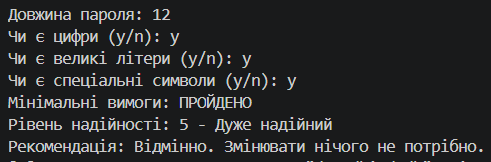 Довжина пароля: 12
Чи є цифри (y/n): y
Чи є великі літери (y/n): y
Чи є спеціальні символи (y/n): y
Мінімальні вимоги: ПРОЙДЕНО
Рівень надійності: 5 - Дуже надійний
Рекомендація: Відмінно. Змінювати нічого не потрібно.